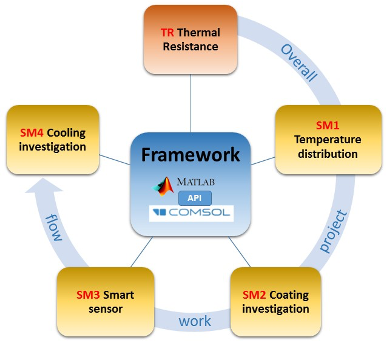 TR Thermal
Resistance
Overall
SM1
Temperature
distribution
project
SM2 Coating
investigation
work
SM3 Smart
sensor
flow
SM4 Cooling
investigation
Framework
MATLAB
API
COMSOL